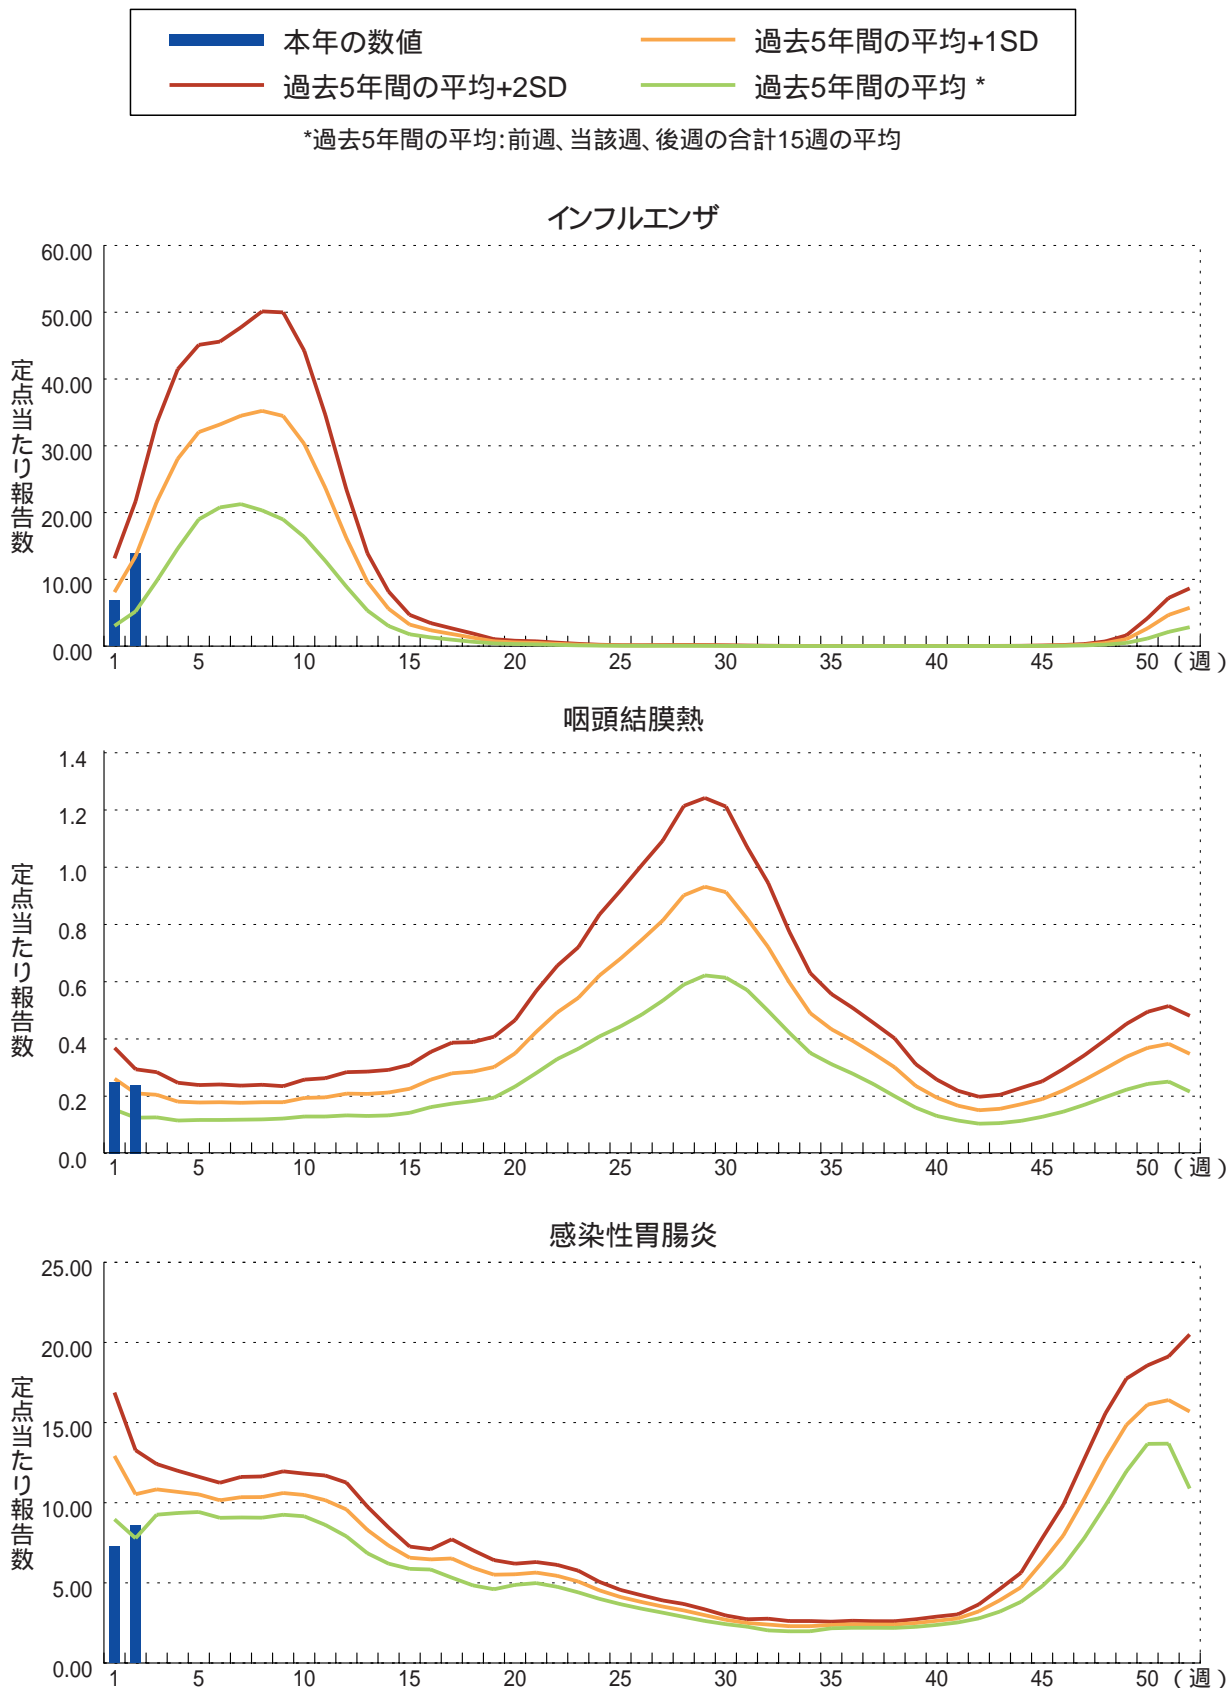 本年の数値
過去5年間の平均+1SD
過去5年間の平均+2SD
過去5年間の平均 *
*過去5年間の平均:前週、当該週、後週の合計15週の平均
インフルエンザ
定点当たり報告数
60.00
50.00
40.00
30.00
20.00
10.00
0.00
1 5 10 15 20 25 30 35 40 45 50 (週)
咽頭結膜熱
定点当たり報告数
1.4
1.2
1.0
0.8
0.6
0.4
0.2
0.0
1 5 10 15 20 25 30 35 40 45 50 (週)
感染性胃腸炎
定点当たり報告数
25.00
20.00
15.00
10.00
5.00
0.00
1 5 10 15 20 25 30 35 40 45 50 (週)